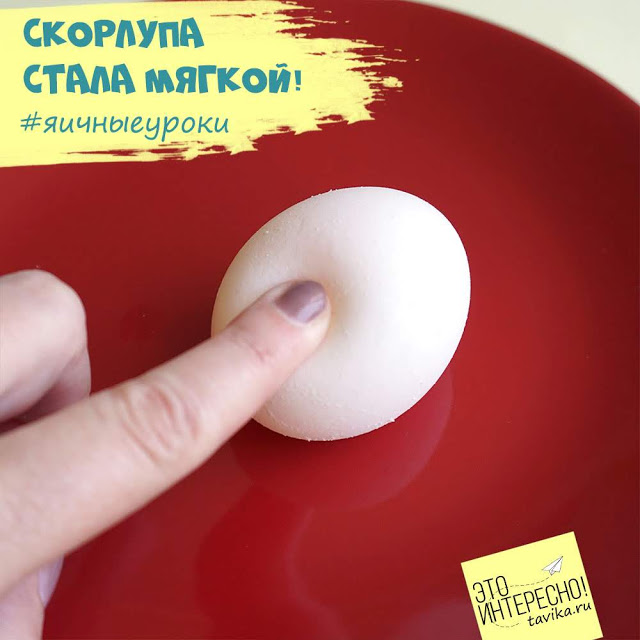 СКОРЛУПА
СТАЛА МЯГКОЙ!
#яичныеуроки
ЭТО
ИНТЕРЕСНО!
tavika.ru